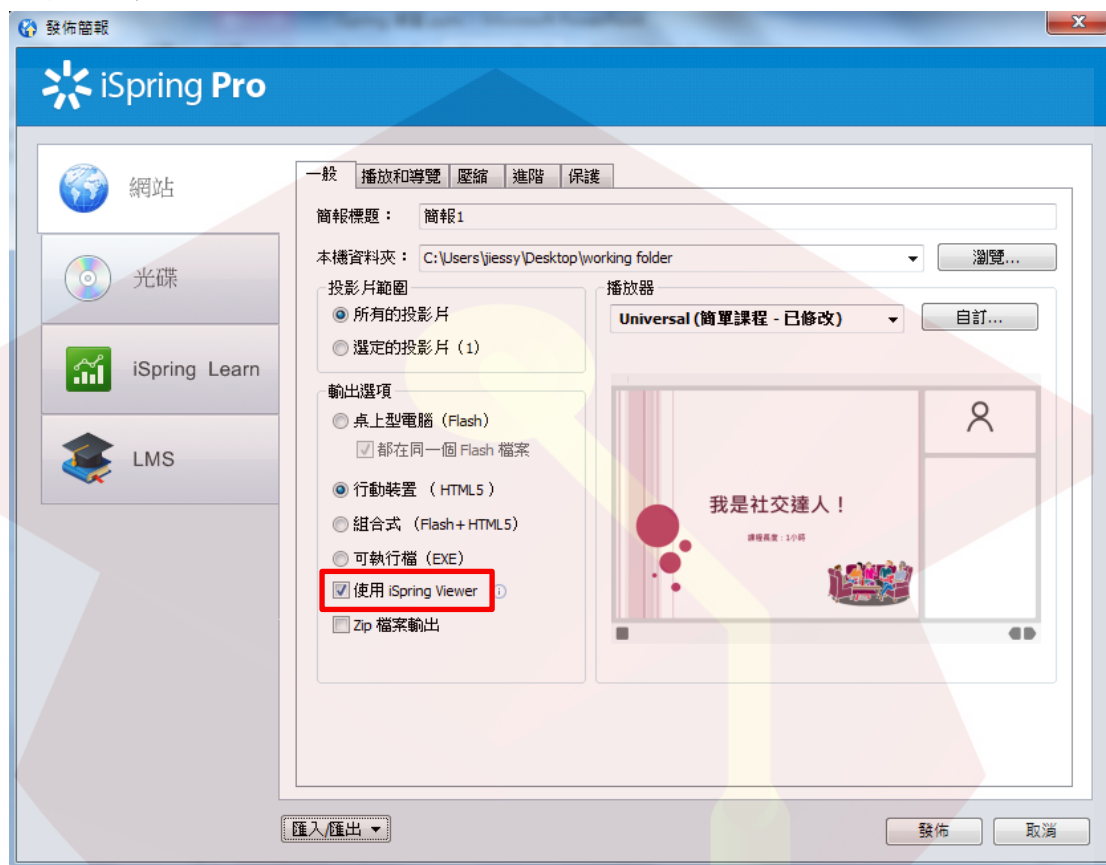 發佈簡報
iSpring Pro
網站
光碟
iSpring Learn
LMS
一般 播放和導覽 壓縮 進階 保護
簡報標題： 簡報1
本機資料夾： C:\Users\jiessy\Desktop\working folder 瀏覽...
投影片範圍
所有的投影片
選定的投影片（1）
輸出選項
桌上型電腦（Flash）
都在同一個 Flash 檔案
行動裝置 （ HTML5 ）
組合式 （Flash+ HTML5）
可執行檔（EXE）
使用 iSpring Viewer
Zip 檔案輸出
播放器
Universal (簡單課程 - 已修改) 自訂...
我是社交達人！
課程長度：1小時
匯入/匯出
發佈 取消